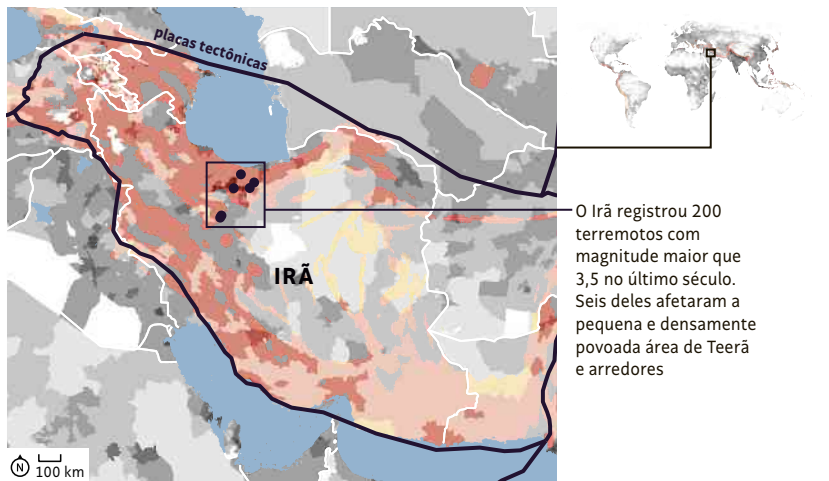 placas tectônicas
IRÃ
N
100 km
O Irã registrou 200
terremotos com
magnitude maior que
3,5 no último século.
Seis deles afetaram a
pequena e densamente
povoada área de Teerã
e arredores